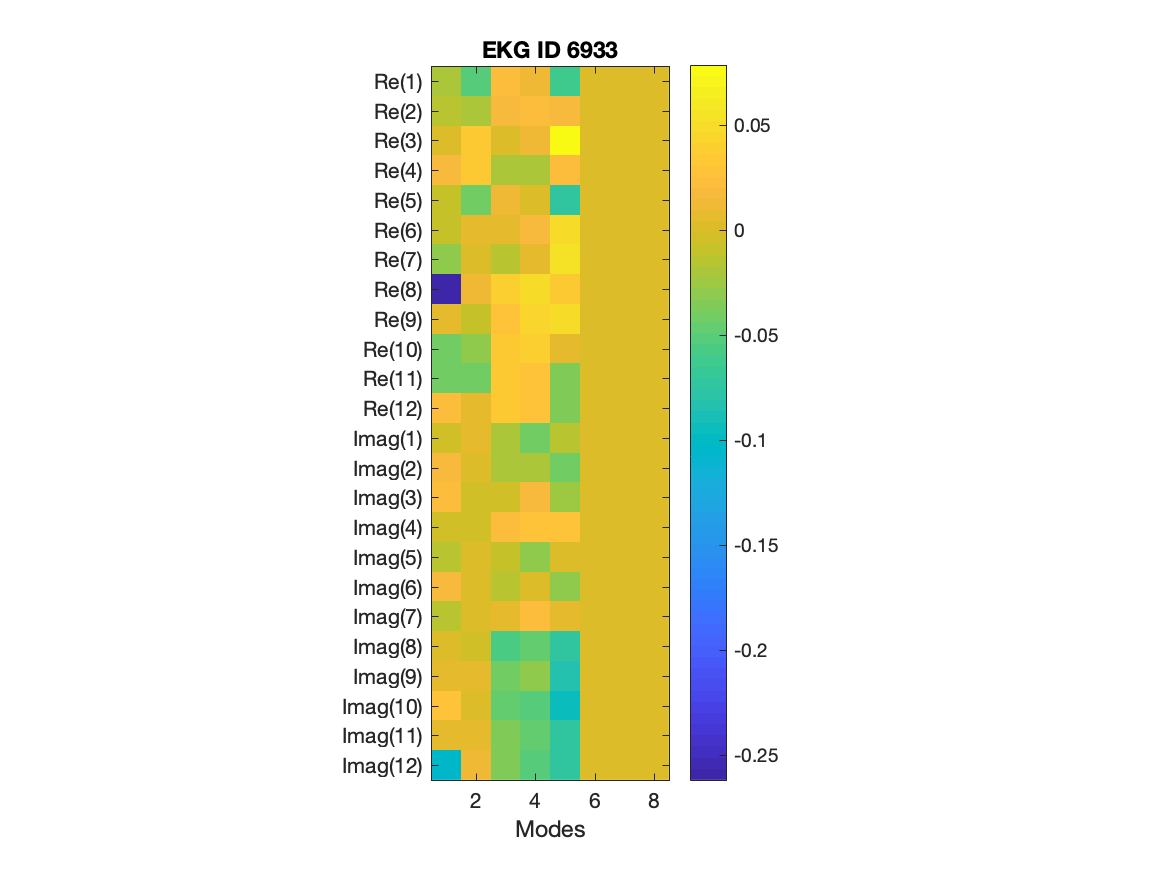 EKG ID 6933
Re(1)
Re(2)
Re(3)
Re(4)
Re(5)
Re(6)
Re(7)
Re(8)
Re(9)
Re(10)
Re(11)
Re(12)
Imag(1)
Imag(2)
Imag(3)
Imag(4)
Imag(5)
Imag(6)
Imag(7)
Imag(8)
Imag(9)
Imag(10)
Imag(11)
Imag(12)
2 4 6 8
Modes
0.05
0
-0.05
-0.1
-0.15
-0.2
-0.25